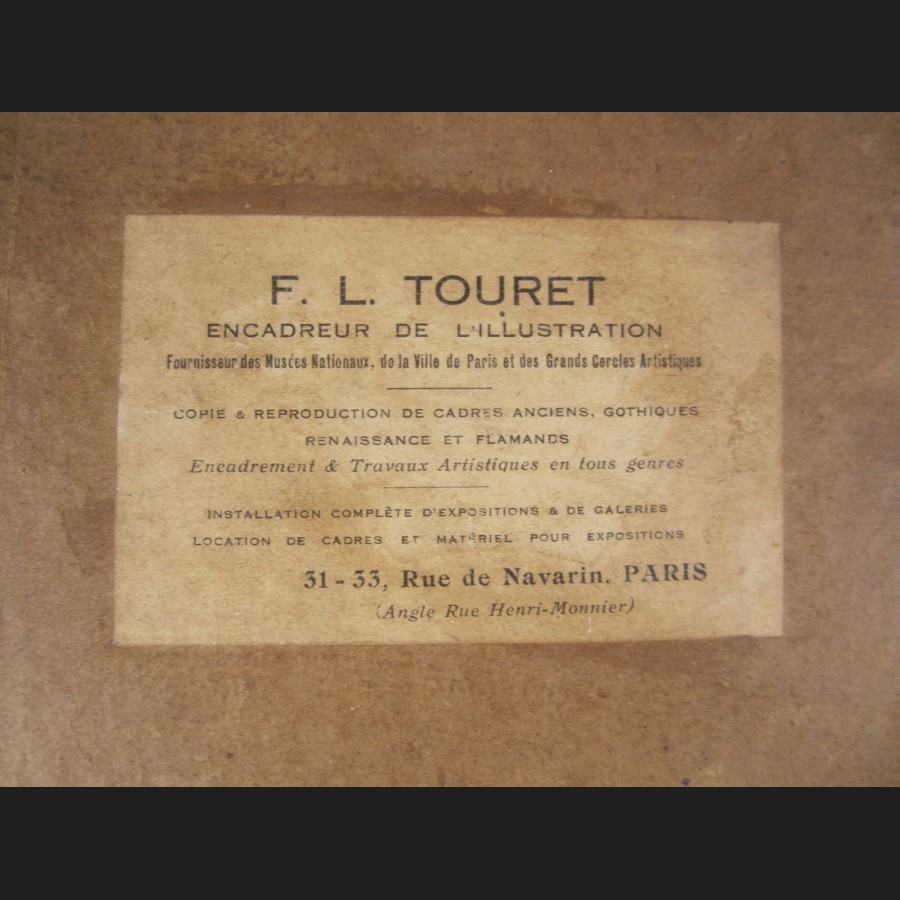 F. L. TOURET
ENCADREUR DE L'ILLUSTRATION
Fournisseur des Musées Nationaux, de la Ville de Paris et des Grands Cercles Artistiques
COPIE & REPRODUCTION DE CADRES ANCIENS, GOTHIQUES
RENAISSANCE ET FLAMANDS
Encadrement & Travaux Artistiques en tous genres
INSTALLATION COMPLÈTE D'EXPOSITIONS & DE GALERIES
LOCATION DE CADRES ET MATÉRIEL POUR EXPOSITIONS
31-33, Rue de Navarin. PARIS
(Angle Rue Henri-Monnier)